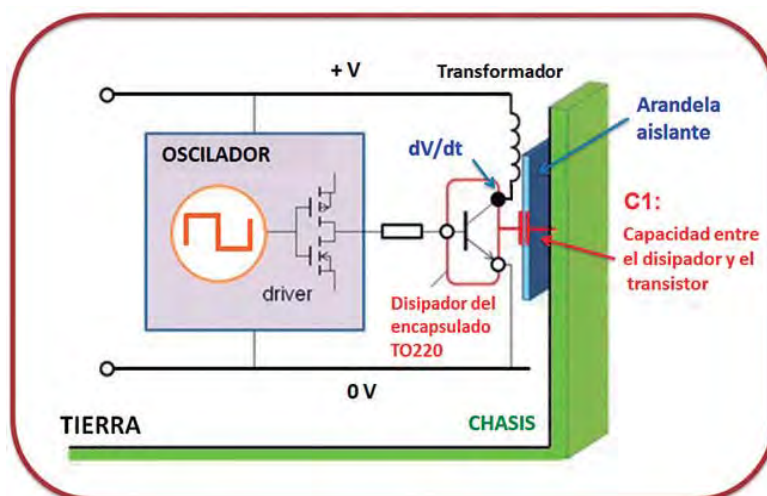 + V
Transformador
Arandela
aislante
OSCILADOR
dV/dt
C1:
Capacidad entre
el disipador y el
transistor
driver
Disipador del
encapsulado
TO220
0 V
TIERRA
CHASIS